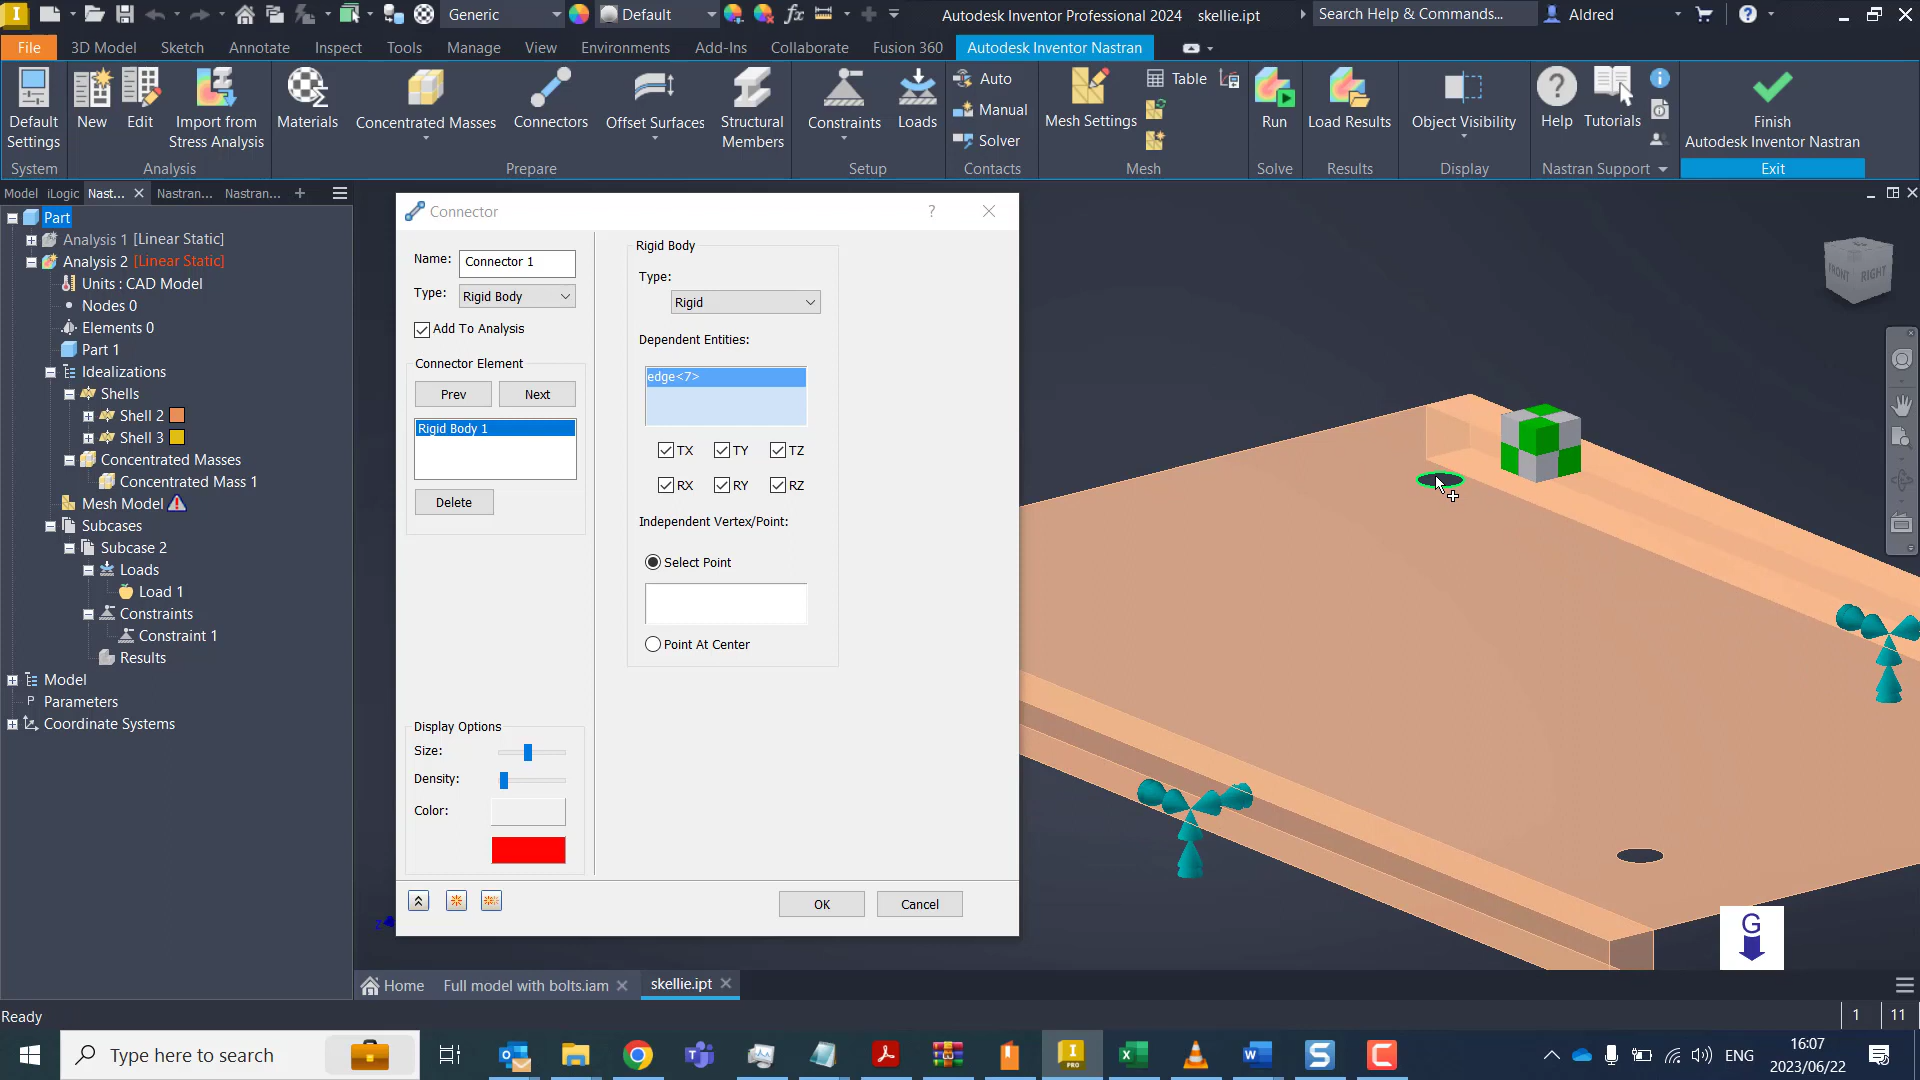 I
Generic
Default
fx
Autodesk Inventor Professional 2024 skellie.ipt
Search Help & Commands...
Aldred
File
3D Model
Sketch
Annotate
Inspect
Tools
Manage
View
Environments
Add-Ins
Collaborate
Fusion 360
Autodesk Inventor Nastran
Default
Settings
New
Edit
Import from
Stress Analysis
Materials
Concentrated Masses
Connectors
Offset Surfaces
Structural
Members
Constraints
Loads
Auto
Manual
Solver
Mesh Settings
Table
Run
Load Results
Object Visibility
Help
Tutorials
Finish
Autodesk Inventor Nastran
System
Analysis
Prepare
Setup
Contacts
Mesh
Solve
Results
Display
Nastran Support
Exit
Model
iLogic
Nast...
Nastran...
Nastran...
Part
Analysis 1 [Linear Static]
Analysis 2 [Linear Static]
Units : CAD Model
Nodes 0
Elements 0
Part 1
Idealizations
Shells
Shell 2
Shell 3
Concentrated Masses
Concentrated Mass 1
Mesh Model
Subcases
Subcase 2
Loads
Load 1
Constraints
Constraint 1
Results
Model
P Parameters
Coordinate Systems
Connector
?
Name: Connector 1
Type: Rigid Body
Add To Analysis
Connector Element
Prev
Next
Rigid Body 1
Delete
Display Options
Size:
Density:
Color:
Rigid Body
Type:
Rigid
Dependent Entities:
edge<7>
TX
TY
TZ
RX
RY
RZ
Independent Vertex/Point:
Select Point
Point At Center
OK
Cancel
FRONT
RIGHT
G
Z
Home
Full model with bolts.iam
skellie.ipt
Ready
1
11
Type here to search
I
PRO
ENG
16:07
2023/06/22